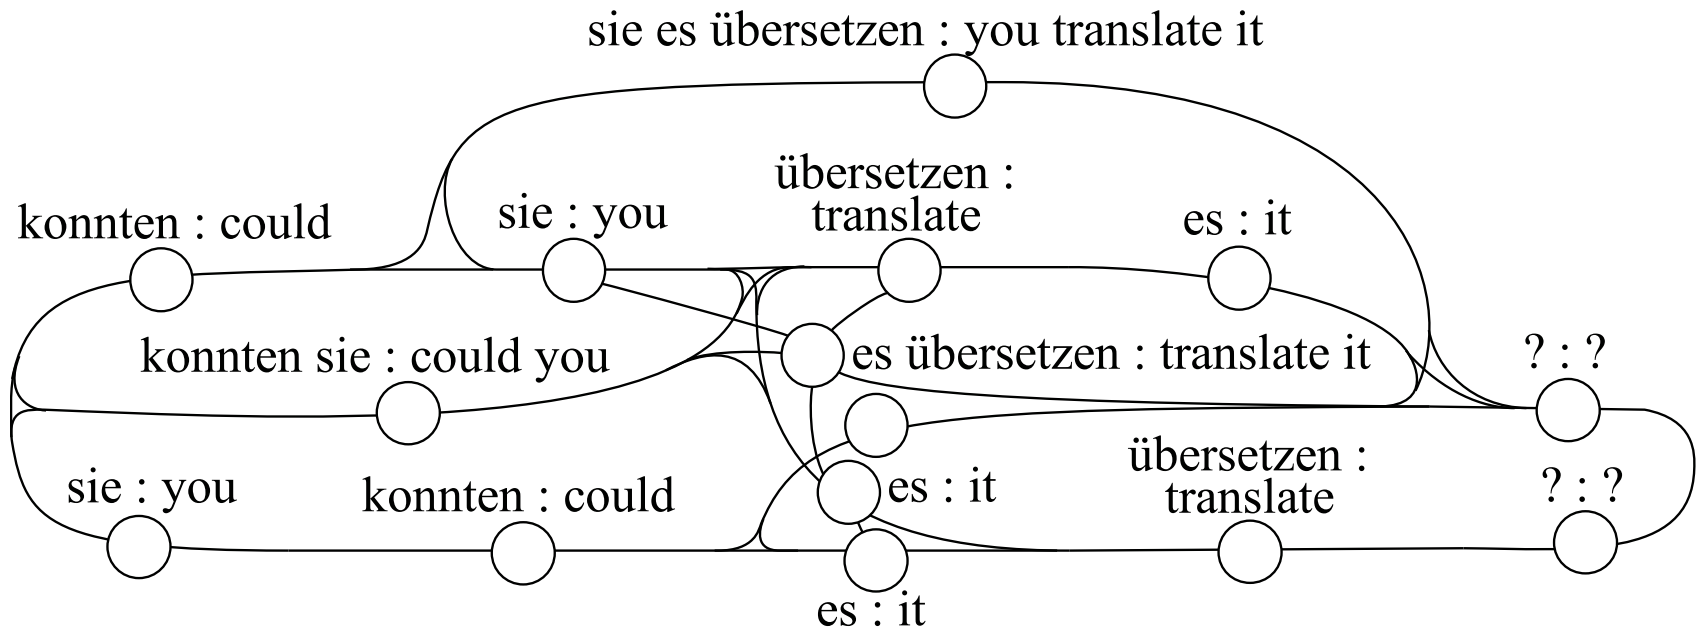 sie es übersetzen : you translate it
übersetzen :
translate
konnten : could
sie : you
es : it
konnten sie : could you
es übersetzen : translate it
? : ?
übersetzen :
translate
sie : you
konnten : could
es : it
? : ?
es : it